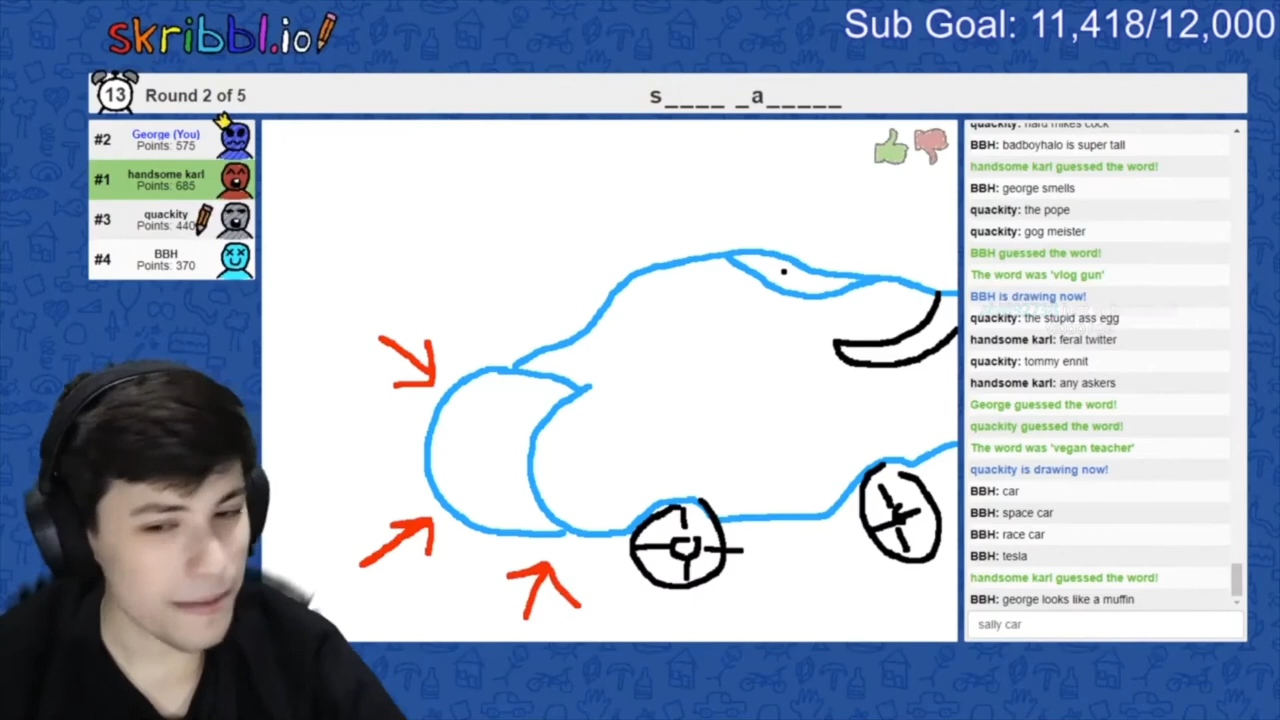 skribbl.io
Sub Goal: 11,418/12,000
13
Round 2 of 5
s____ _a_____
#2
George (You)
Points: 575
#1
handsome karl
Points: 685
#3
quackity
Points: 440
#4
BBH
Points: 370
BBH: badboyhalo is super tall
handsome karl guessed the word!
BBH: george smells
quackity: the pope
quackity: gog meister
BBH guessed the word!
The word was 'vlog gun'
BBH is drawing now!
quackity: the stupid ass egg
handsome karl: feral twitter
quackity: tommy ennit
handsome karl: any askers
George guessed the word!
quackity guessed the word!
The word was 'vegan teacher'
quackity is drawing now!
BBH: car
BBH: space car
BBH: race car
BBH: tesla
handsome karl guessed the word!
BBH: george looks like a muffin
sally car